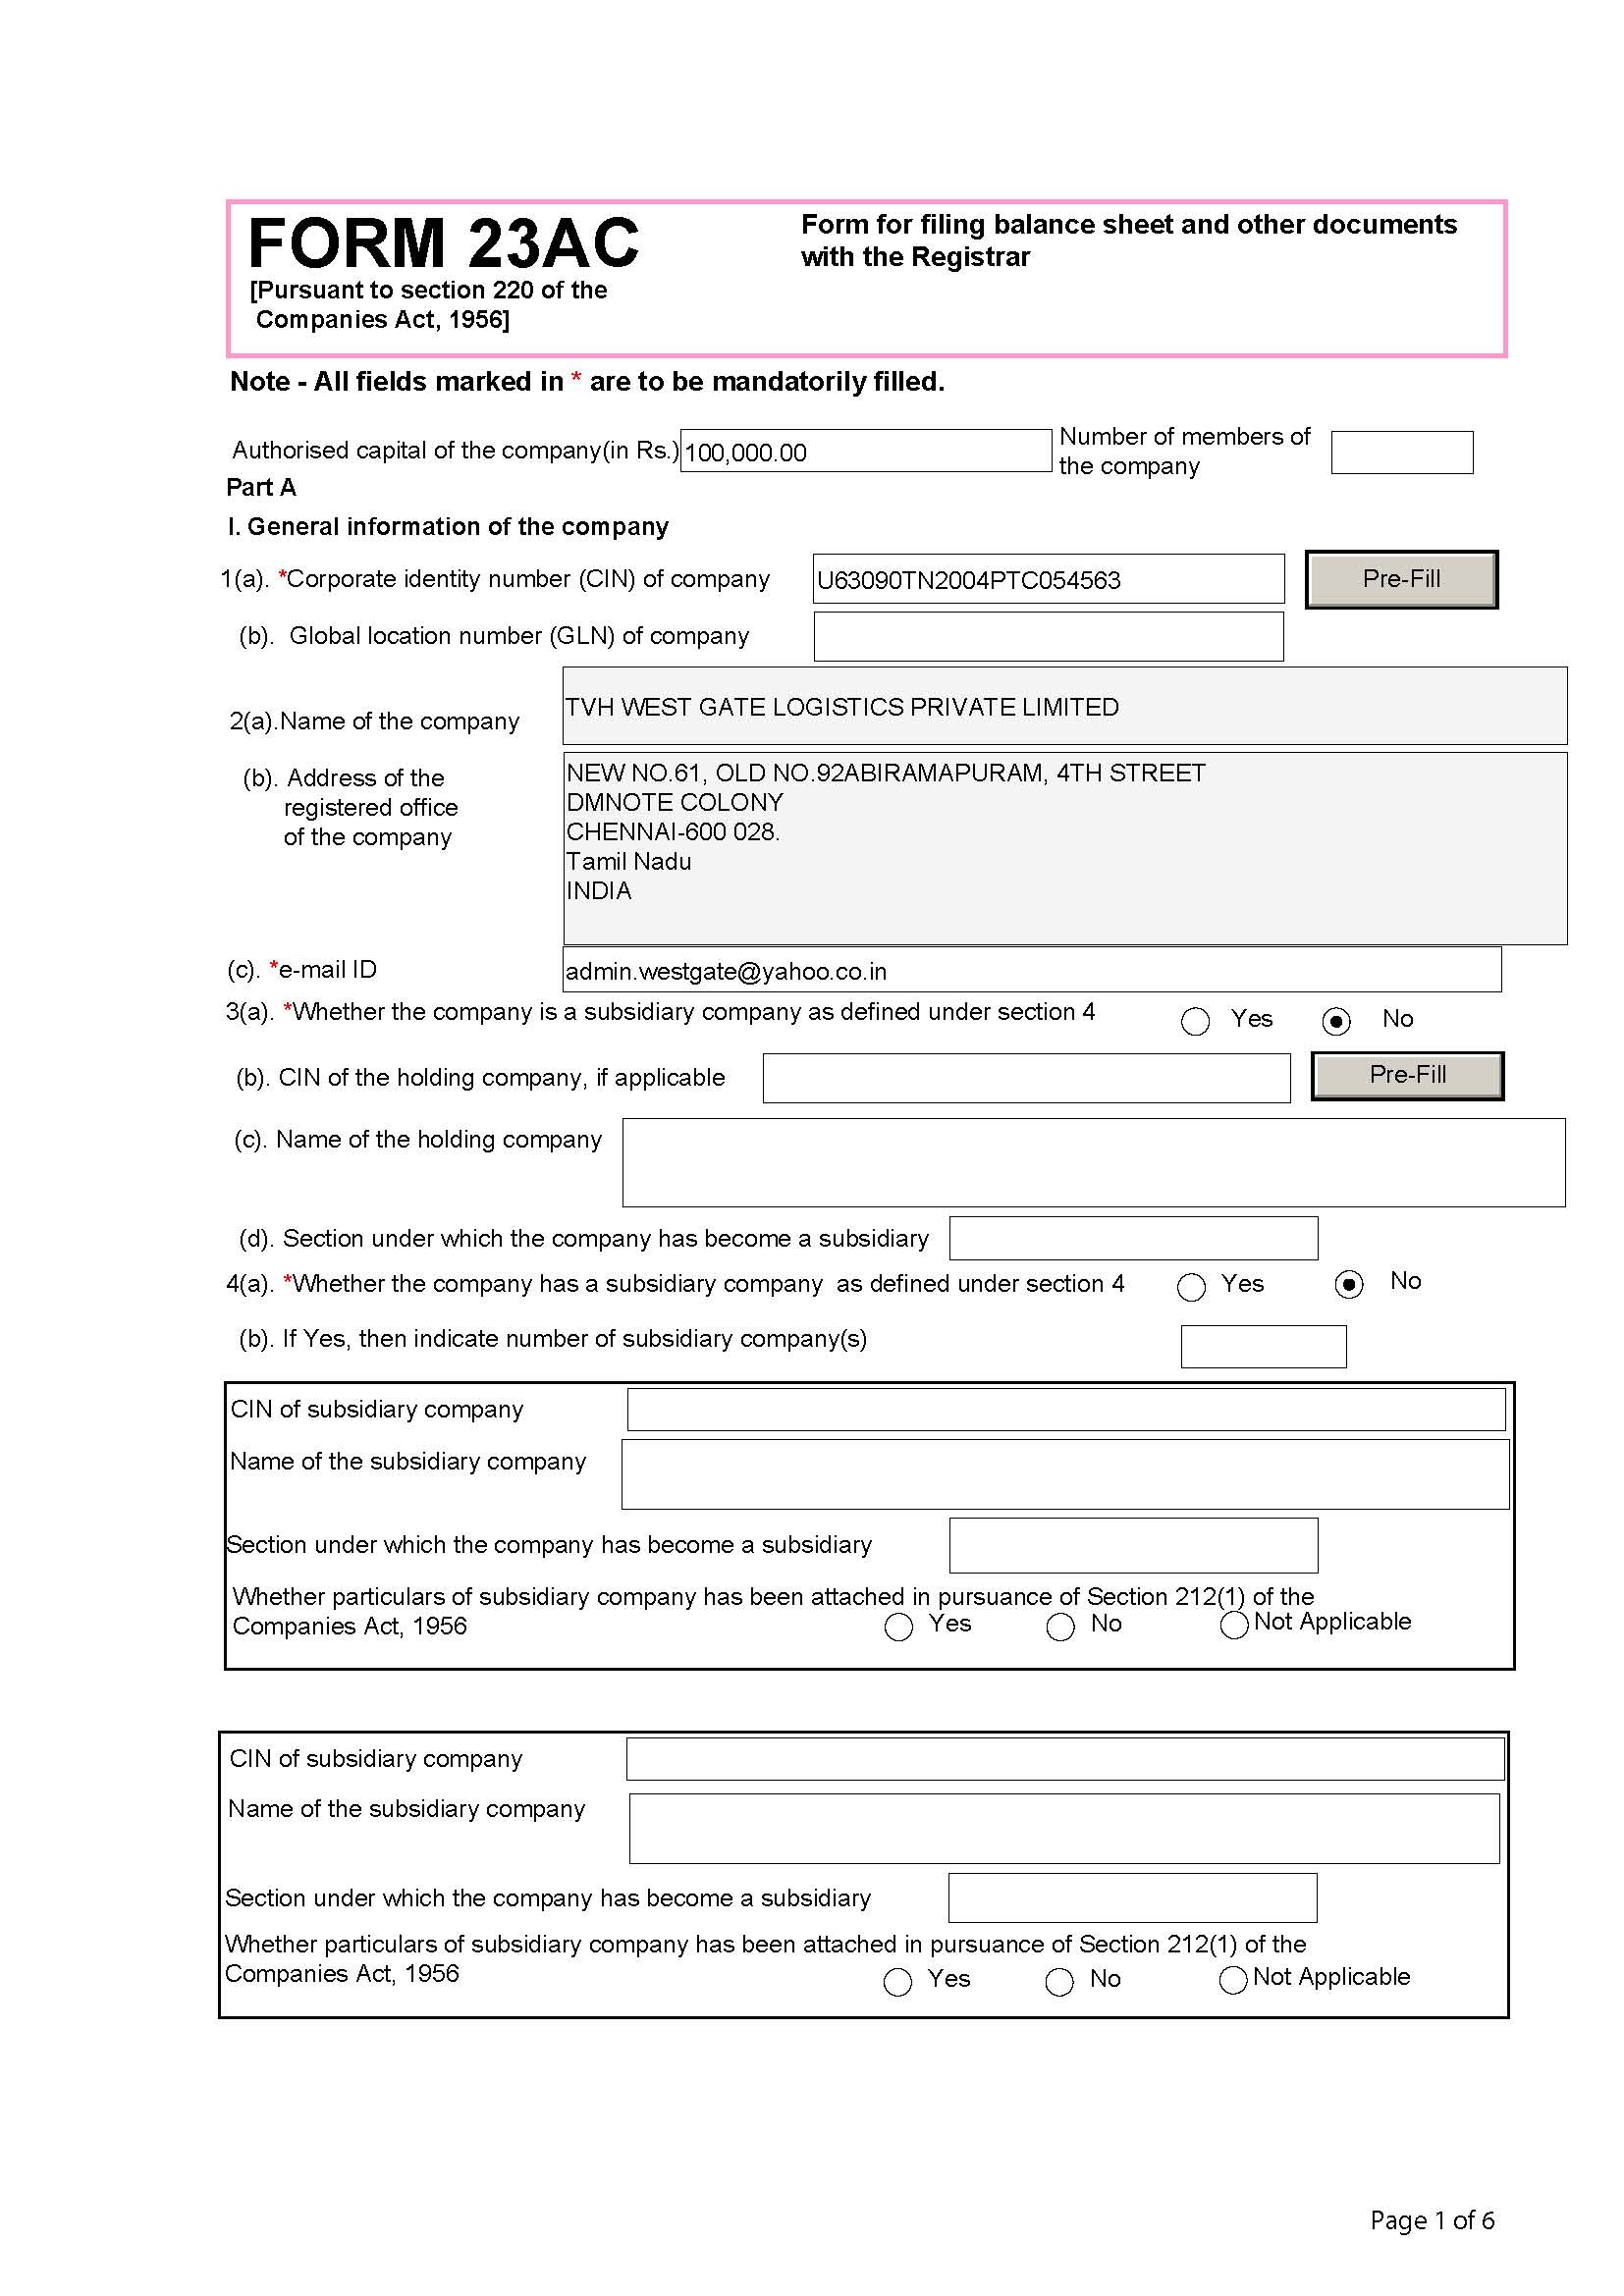 FORM 23AC
[Pursuant to section 220 of the
Companies Act, 1956]
Form for filing balance sheet and other documents
with the Registrar
Note - All fields marked in * are to be mandatorily filled.
Authorised capital of the company(in Rs.) 100,000.00
Number of members of
the company
Part A
I. General information of the company
1(a). *Corporate identity number (CIN) of company U63090TN2004PTC054563 Pre-Fill
(b). Global location number (GLN) of company
2(a).Name of the company TVH WEST GATE LOGISTICS PRIVATE LIMITED
(b). Address of the
registered office
of the company
NEW NO.61, OLD NO.92ABIRAMAPURAM, 4TH STREET
DMNOTE COLONY
CHENNAI-600 028.
Tamil Nadu
INDIA
(c). *e-mail ID admin.westgate@yahoo.co.in
3(a). *Whether the company is a subsidiary company as defined under section 4 Yes No
(b). CIN of the holding company, if applicable Pre-Fill
(c). Name of the holding company
(d). Section under which the company has become a subsidiary
4(a). *Whether the company has a subsidiary company as defined under section 4 Yes No
(b). If Yes, then indicate number of subsidiary company(s)
CIN of subsidiary company
Name of the subsidiary company
Section under which the company has become a subsidiary
Whether particulars of subsidiary company has been attached in pursuance of Section 212(1) of the
Companies Act, 1956 Yes No Not Applicable
CIN of subsidiary company
Name of the subsidiary company
Section under which the company has become a subsidiary
Whether particulars of subsidiary company has been attached in pursuance of Section 212(1) of the
Companies Act, 1956 Yes No Not Applicable
Page 1 of 6